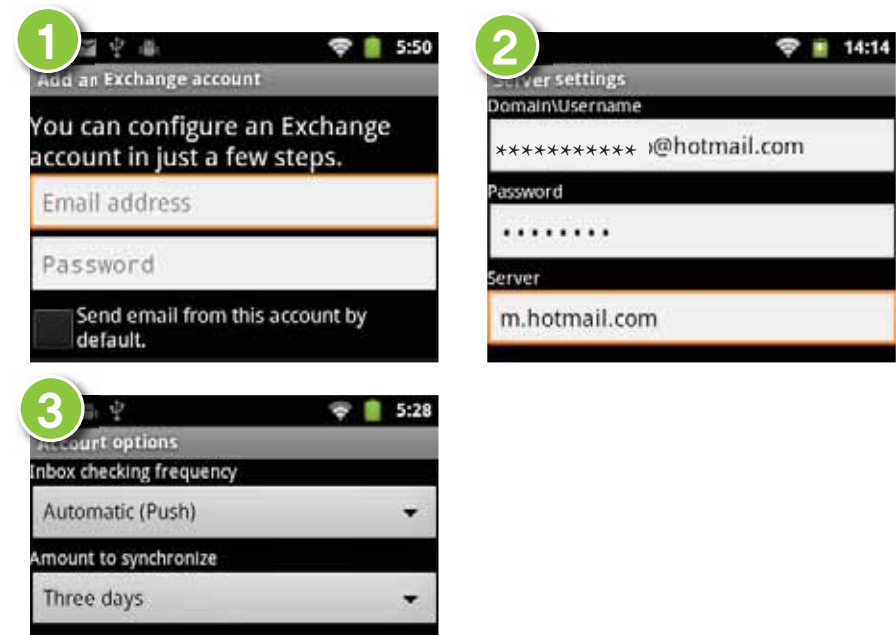 1
5:50
Add an Exchange account
You can configure an Exchange
account in just a few steps.
Email address
Password
Send email from this account by
default.
2
14:14
Server settings
Domain\Username
*********** @hotmail.com
Password
••••••••
Server
m.hotmail.com
3
5:28
Account options
Inbox checking frequency
Automatic (Push)
Amount to synchronize
Three days